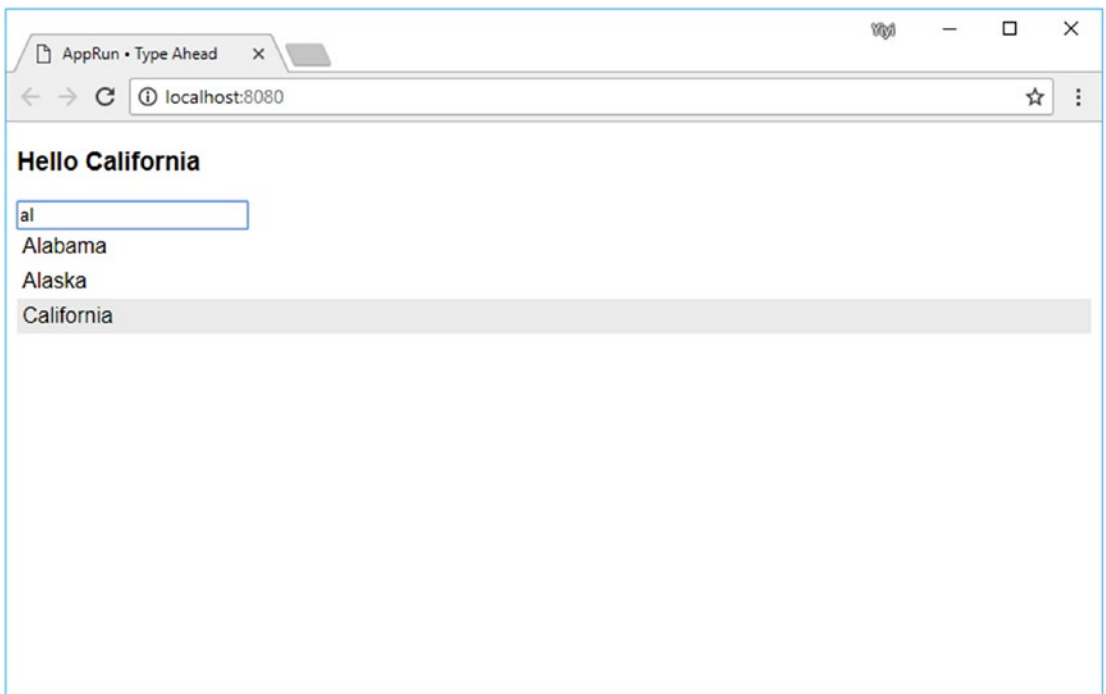 Yiyi
AppRun • Type Ahead
localhost:8080
Hello California
al
Alabama
Alaska
California